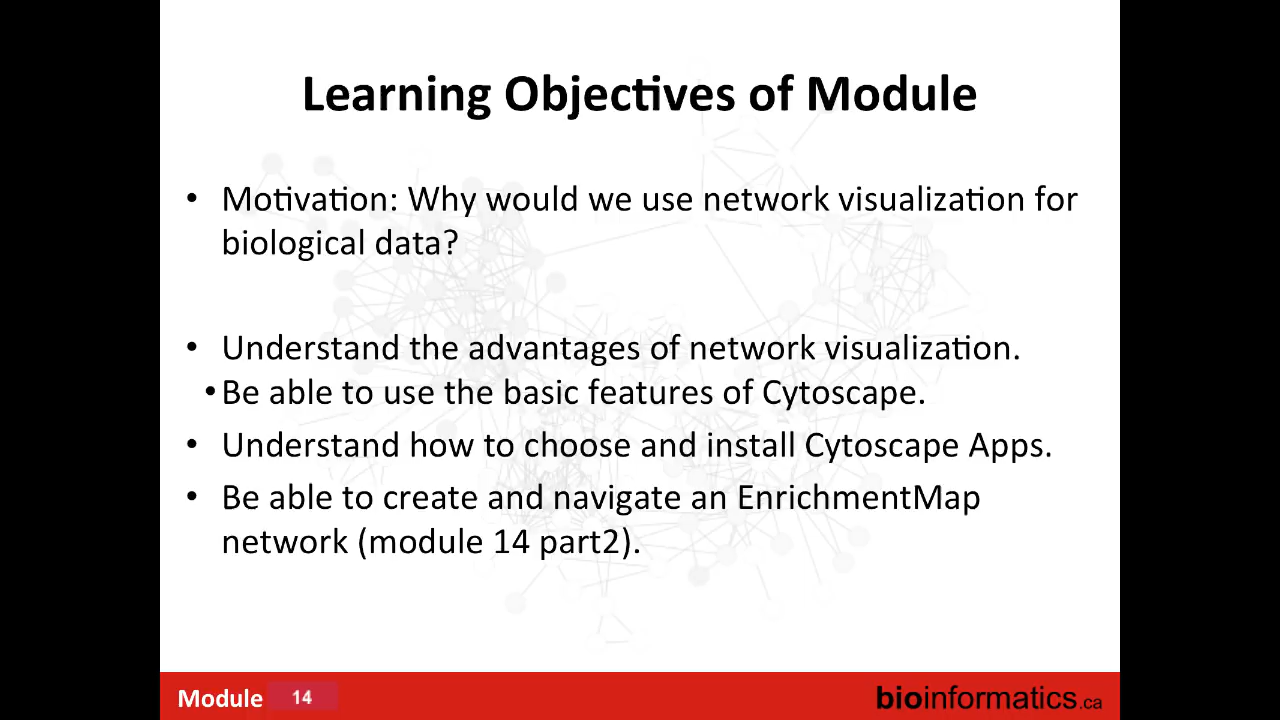 Learning Objectives of Module
• Motivation: Why would we use network visualization for
biological data?
• Understand the advantages of network visualization.
• Be able to use the basic features of Cytoscape.
• Understand how to choose and install Cytoscape Apps.
• Be able to create and navigate an EnrichmentMap
network (module 14 part2).
Module 14
bioinformatics.ca